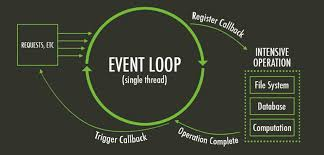 Register Callback
REQUESTS, ETC
EVENT LOOP
(single thread)
INTENSIVE
OPERATION
File System
Database
Computation
Trigger Callback
Operation Complete